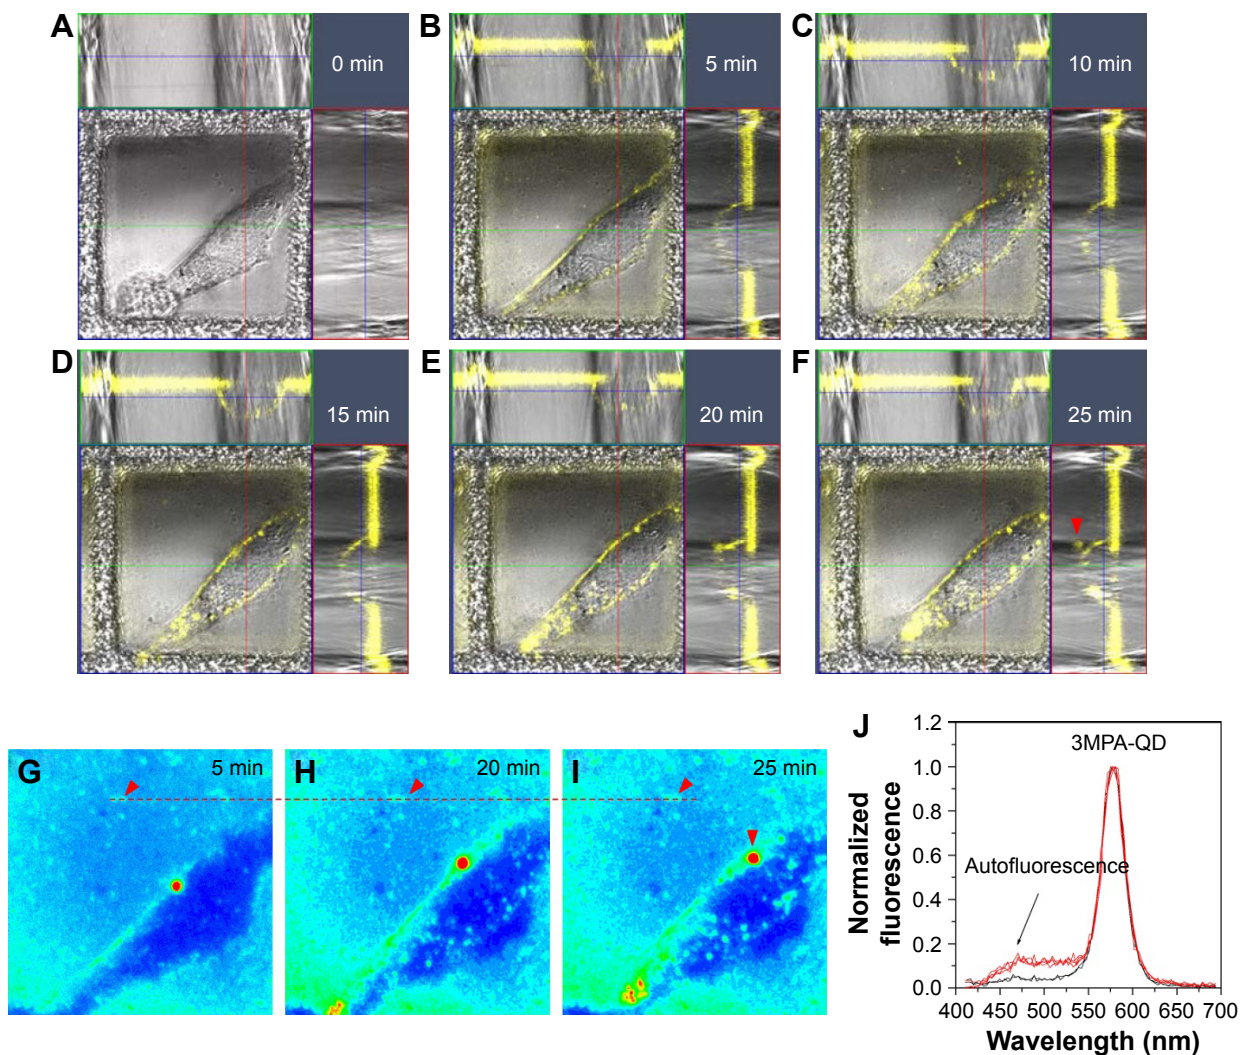 A
0 min
B
5 min
C
10 min
D
15 min
E
20 min
F
25 min
G
5 min
H
20 min
I
25 min
J
3MPA-QD
Autofluorescence
Normalized
fluorescence
1.2
1.0
0.8
0.6
0.4
0.2
0.0
400 450 500 550 600 650 700
Wavelength (nm)